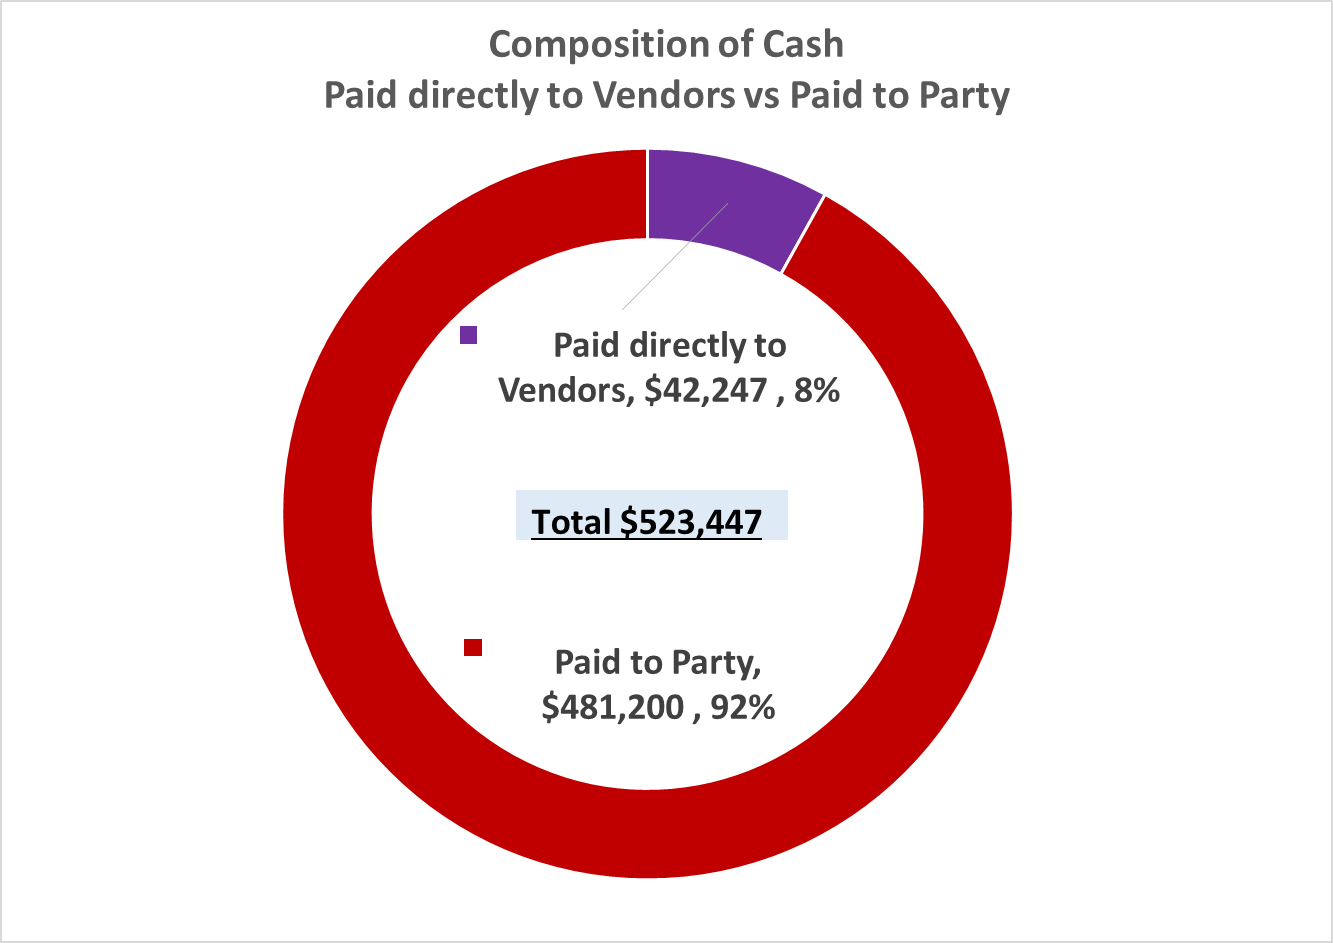 Composition of Cash
Paid directly to Vendors vs Paid to Party
Paid directly to
Vendors, $42,247 , 8%
Total $523,447
Paid to Party,
$481,200 , 92%